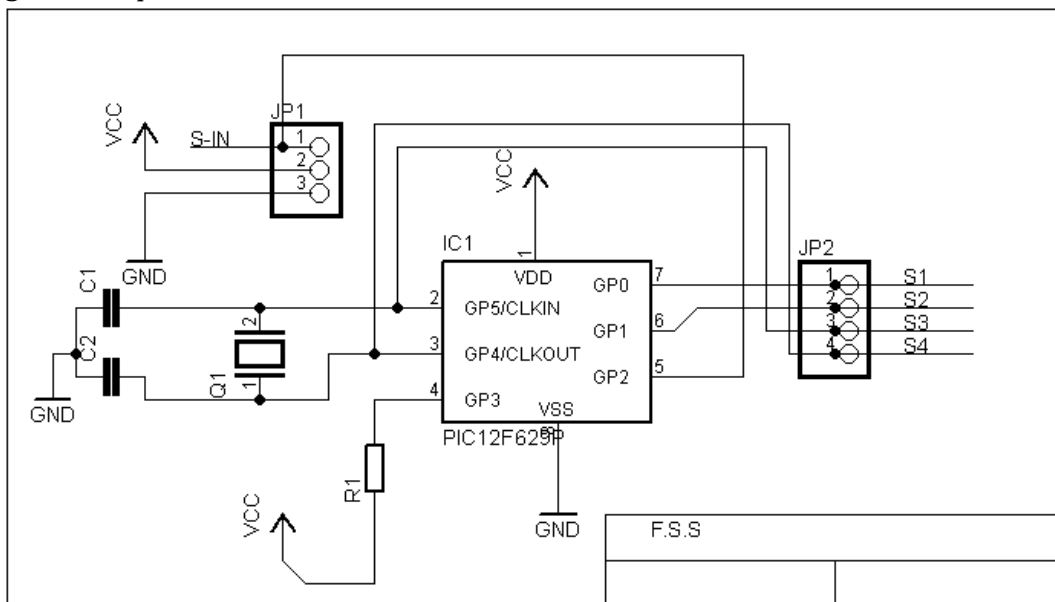 VCC
JP1
S-IN
1
2
3
GND
VCC
IC1
1
VDD
GP0
7
2
GP5/CLKIN
GP1
6
3
GP4/CLKOUT
GP2
5
4
GP3
VSS
8
PIC12F629P
GND
JP2
1
S1
2
S2
3
S3
4
S4
C1
C2
GND
2
Q1
1
R1
VCC
F.S.S